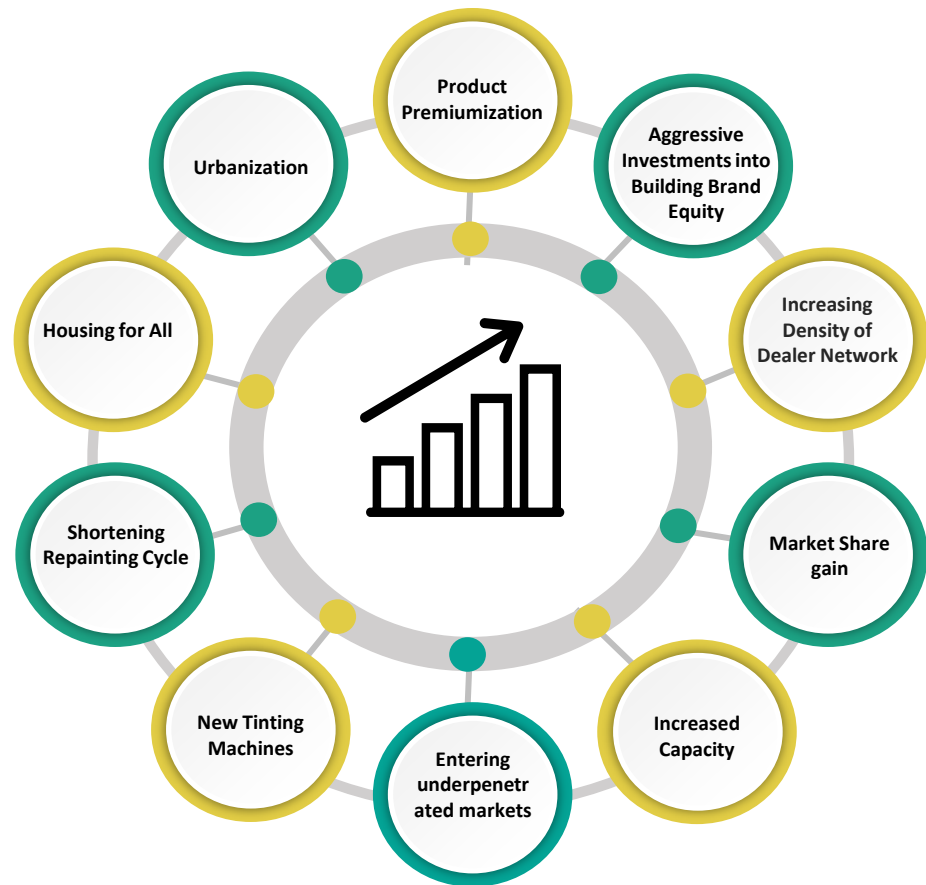 Product
Premiumization
Aggressive
Investments into
Building Brand
Equity
Increasing
Density of
Dealer Network
Market Share
gain
Increased
Capacity
Entering
underpenetr
ated markets
New Tinting
Machines
Shortening
Repainting Cycle
Housing for All
Urbanization